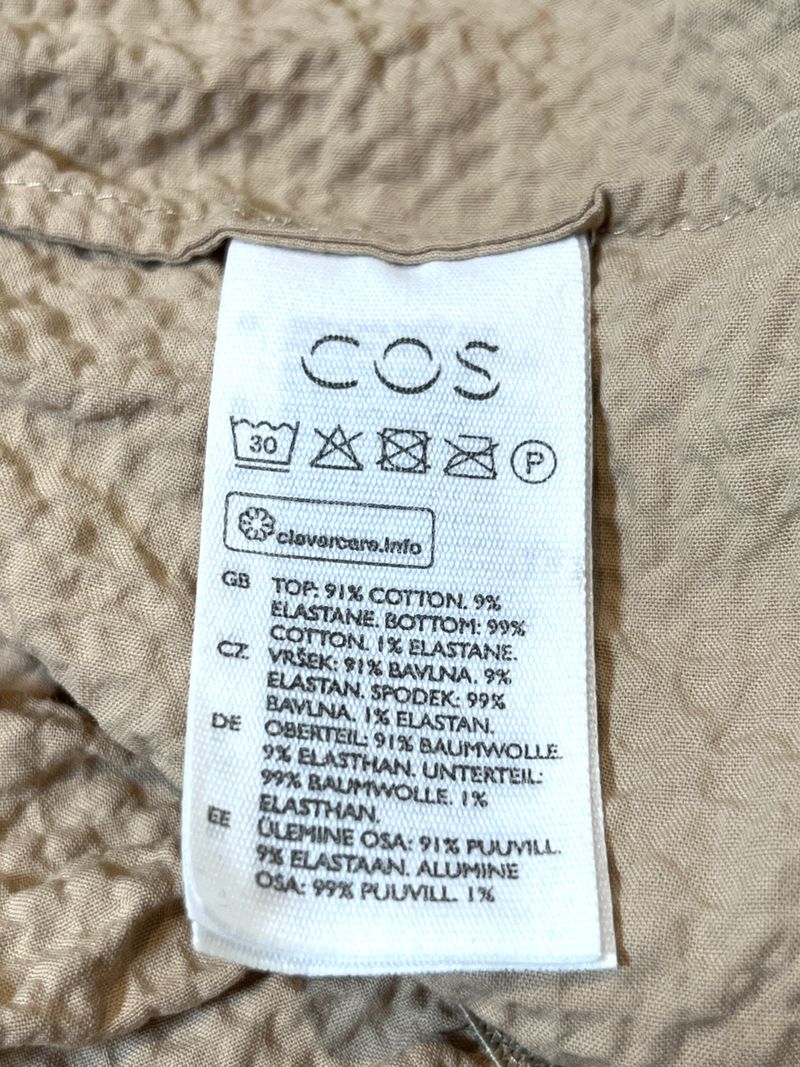 COS
30
P
clevercare.info
GB TOP: 91% COTTON. 9%
ELASTANE. BOTTOM: 99%
COTTON. 1% ELASTANE.
CZ VRŠEK: 91% BAVLNA. 9%
ELASTAN. SPODEK: 99%
BAVLNA. 1% ELASTAN.
DE OBERTEIL: 91% BAUMWOLLE.
9% ELASTHAN. UNTERTEIL:
99% BAUMWOLLE. 1%
ELASTHAN.
EE ÜLEMINE OSA: 91% PUUVILL.
9% ELASTAAN. ALUMINE
OSA: 99% PUUVILL. 1%